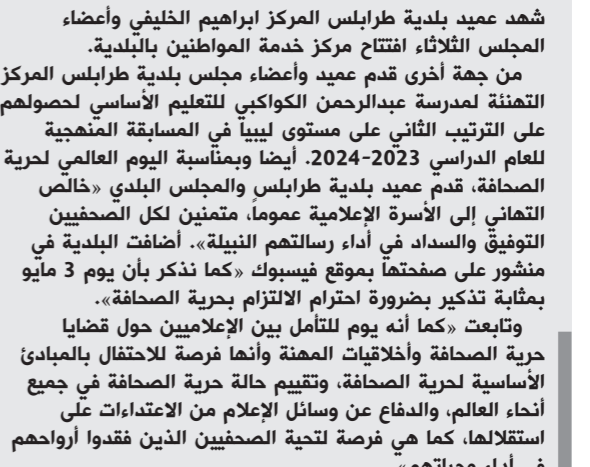 شهد عميد بلدية طرابلس المركز ابراهيم الخليفي وأعضاء
المجلس الثلاثاء افتتاح مركز خدمة المواطنين بالبلدية.
من جهة أخرى قدم عميد وأعضاء مجلس بلدية طرابلس المركز
التهنئة لمدرسة عبدالرحمن الكواكبي للتعليم الأساسي لحصولهم
على الترتيب الثاني على مستوى ليبيا في المسابقة المنهجية
للعام الدراسي 2023-2024. أيضا وبمناسبة اليوم العالمي لحرية
الصحافة، قدم عميد بلدية طرابلس والمجلس البلدي «خالص
التهاني إلى الأسرة الإعلامية عموماً، متمنين لكل الصحفيين
التوفيق والسداد في أداء رسالتهم النبيلة». أضافت البلدية في
منشور على صفحتها بموقع فيسبوك «كما نذكر بأن يوم 3 مايو
بمثابة تذكير بضرورة احترام الالتزام بحرية الصحافة».
وتابعت «كما أنه يوم للتأمل بين الإعلاميين حول قضايا
حرية الصحافة وأخلاقيات المهنة وأنها فرصة للاحتفال بالمبادئ
الأساسية لحرية الصحافة، وتقييم حالة حرية الصحافة في جميع
أنحاء العالم، والدفاع عن وسائل الإعلام من الاعتداءات على
استقلالها، كما هي فرصة لتحية الصحفيين الذين فقدوا أرواحهم
في أداء